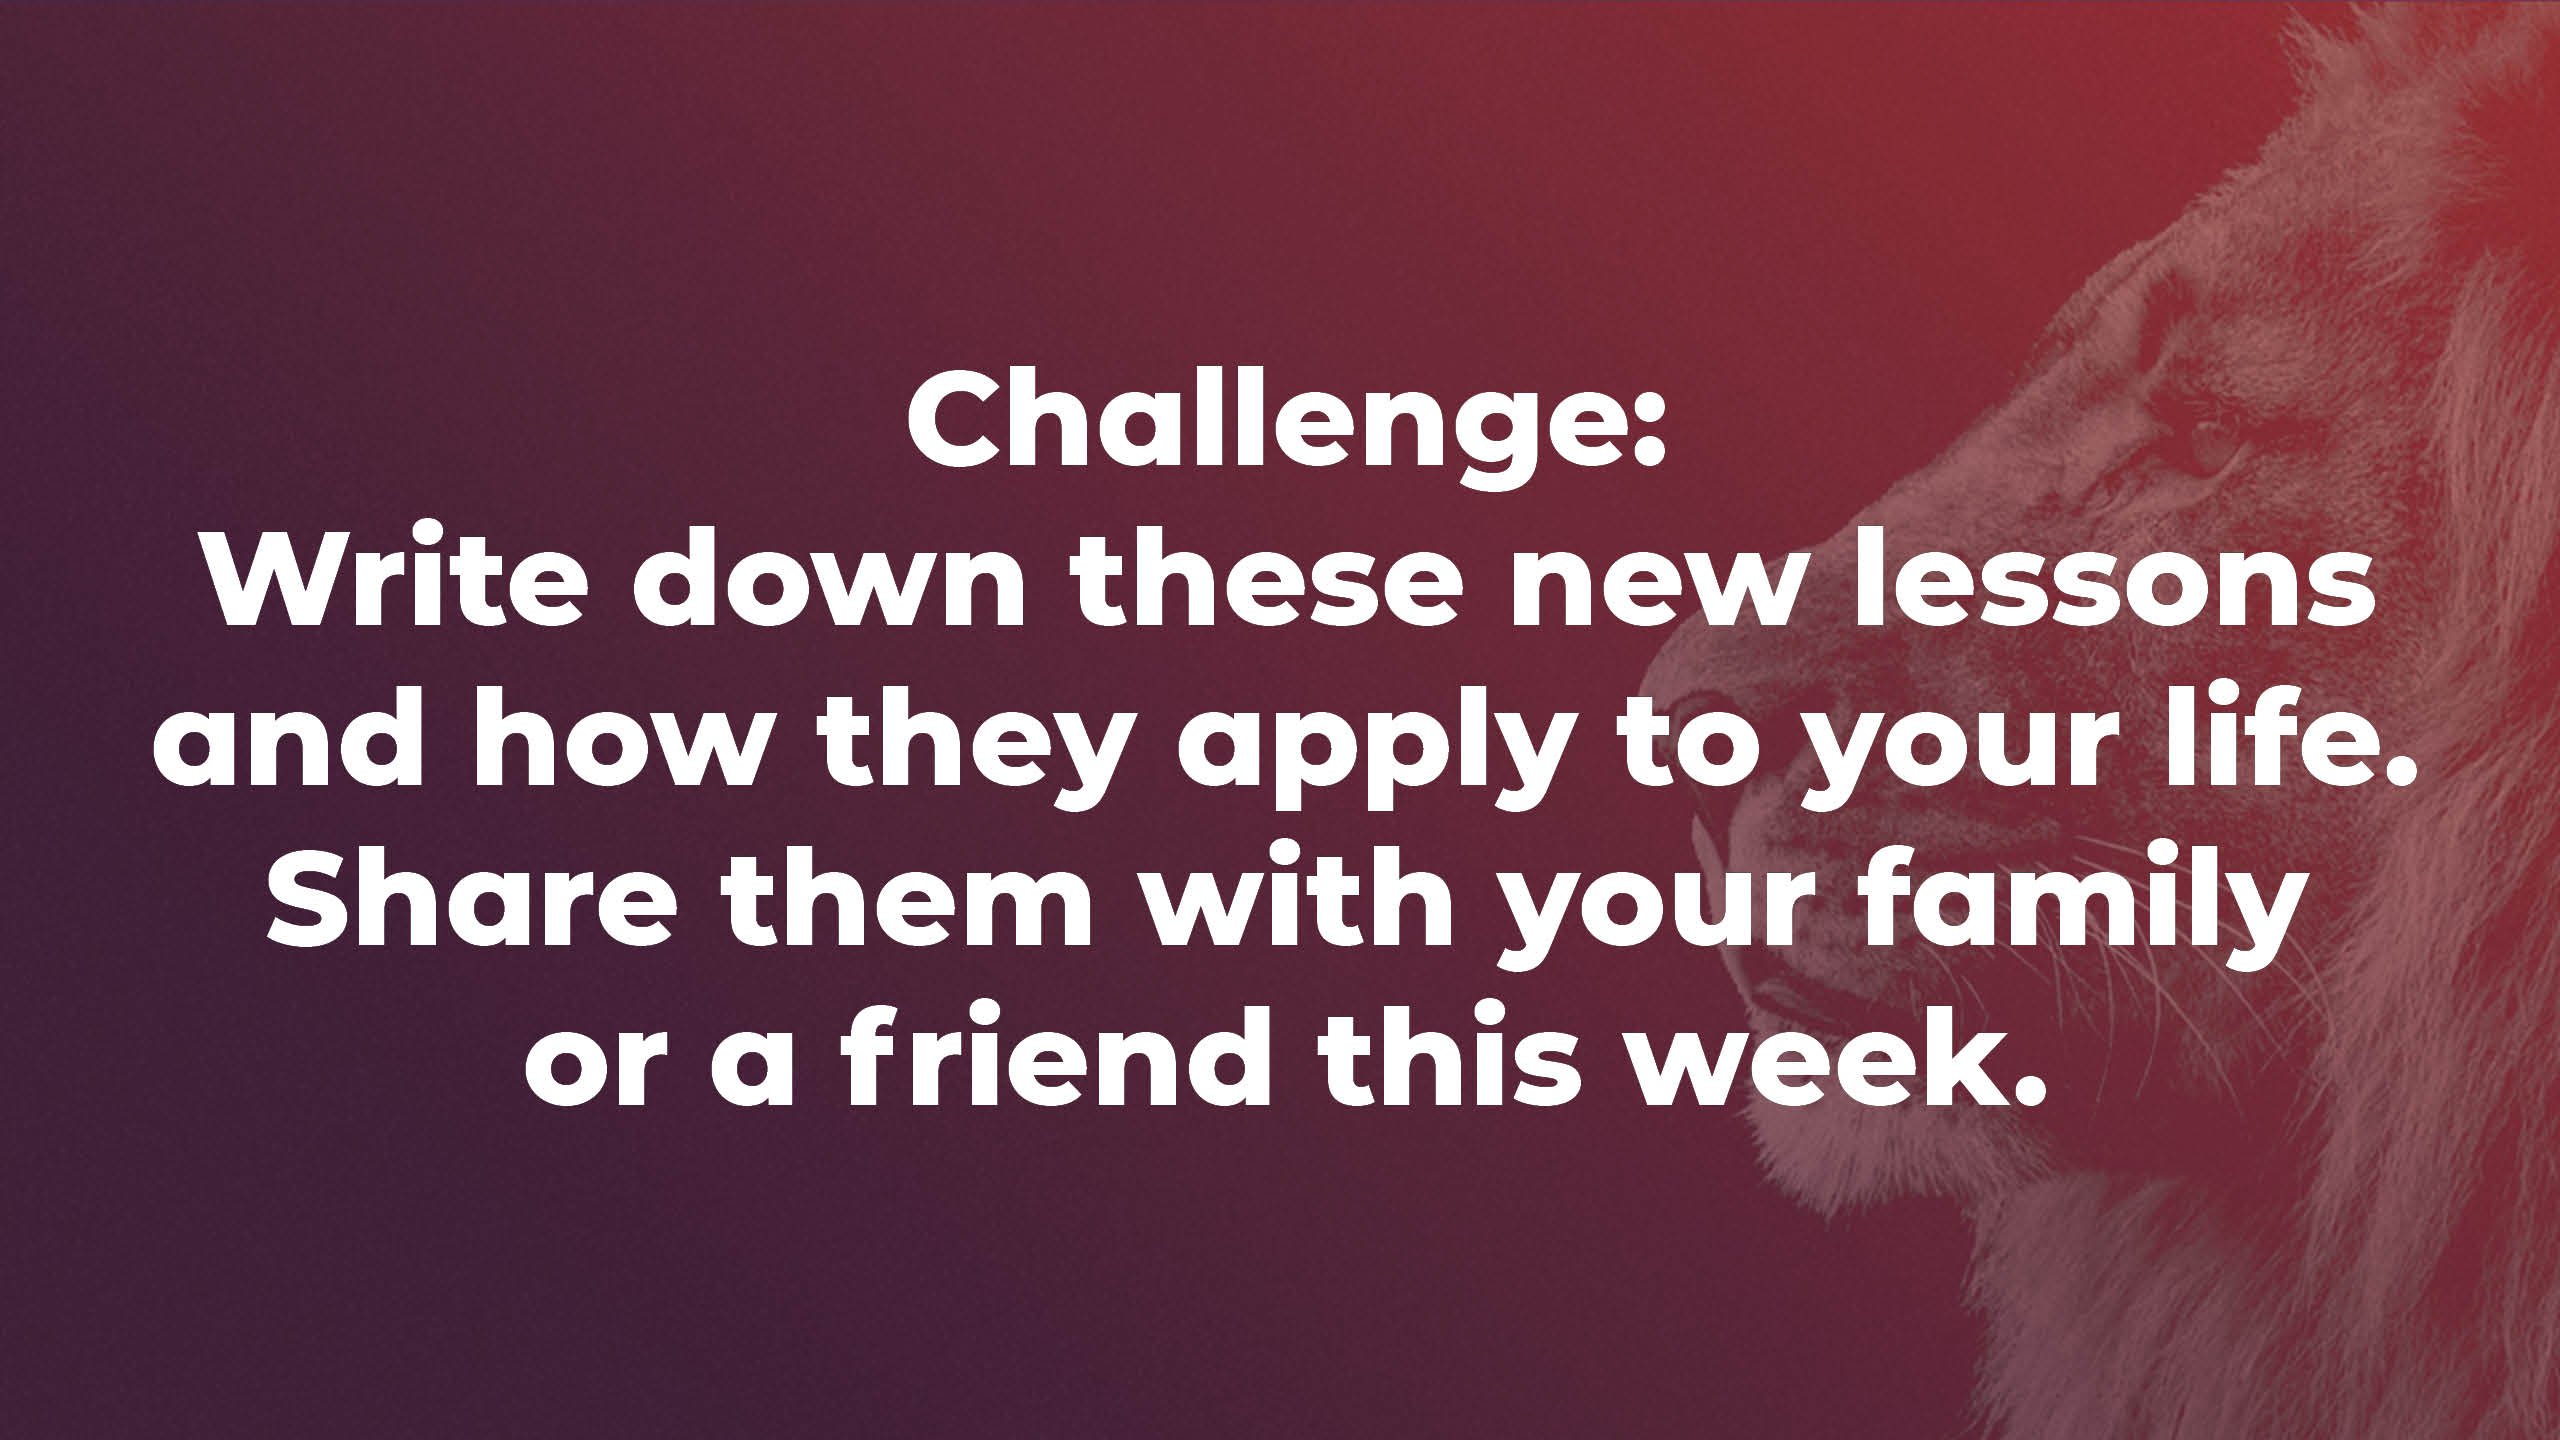 Challenge:
Write down these new lessons
and how they apply to your life.
Share them with your family
or a friend this week.